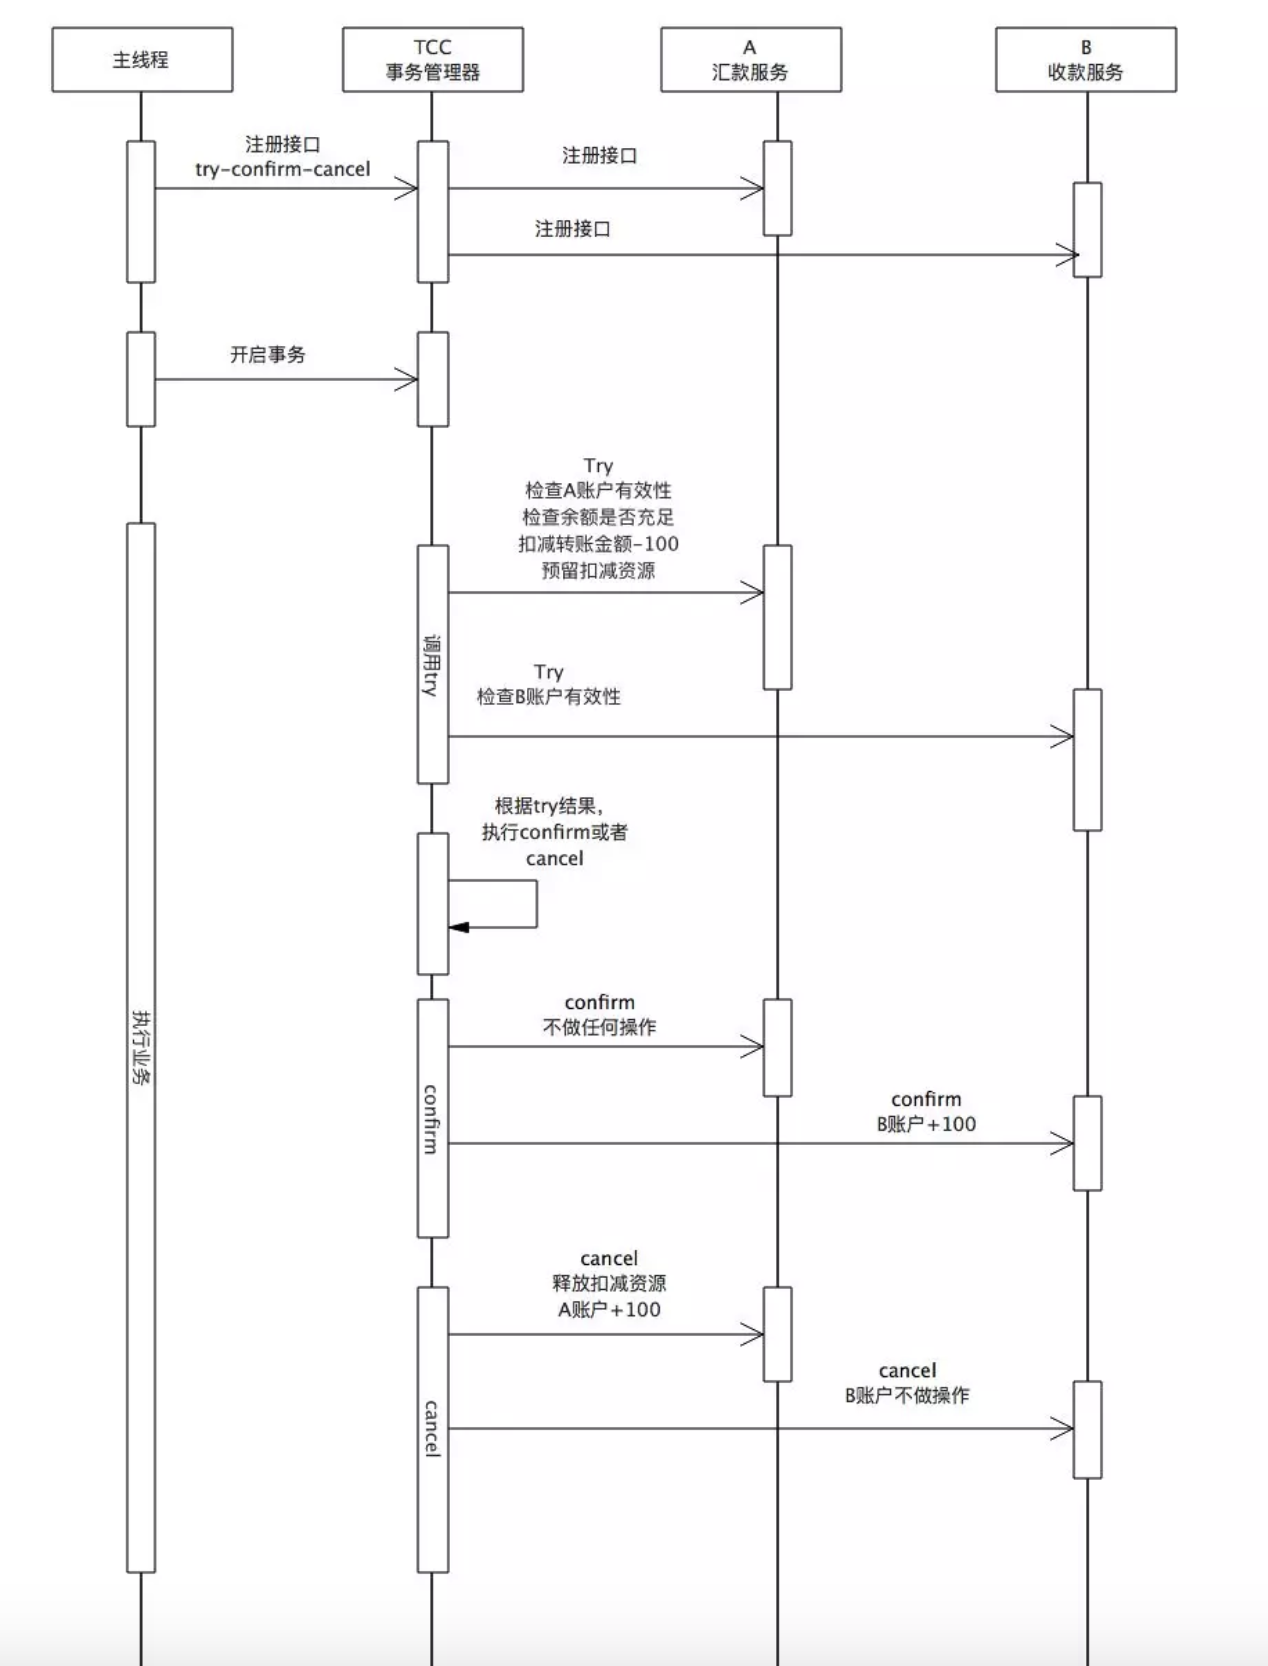 主线程
TCC
事务管理器
A
汇款服务
B
收款服务
注册接口
try-confirm-cancel
注册接口
注册接口
开启事务
Try
检查A账户有效性
检查余额是否充足
扣减转账金额-100
预留扣减资源
调用try
Try
检查B账户有效性
根据try结果，
执行confirm或者
cancel
执行业务
confirm
不做任何操作
confirm
confirm
B账户+100
cancel
释放扣减资源
A账户+100
cancel
cancel
B账户不做操作